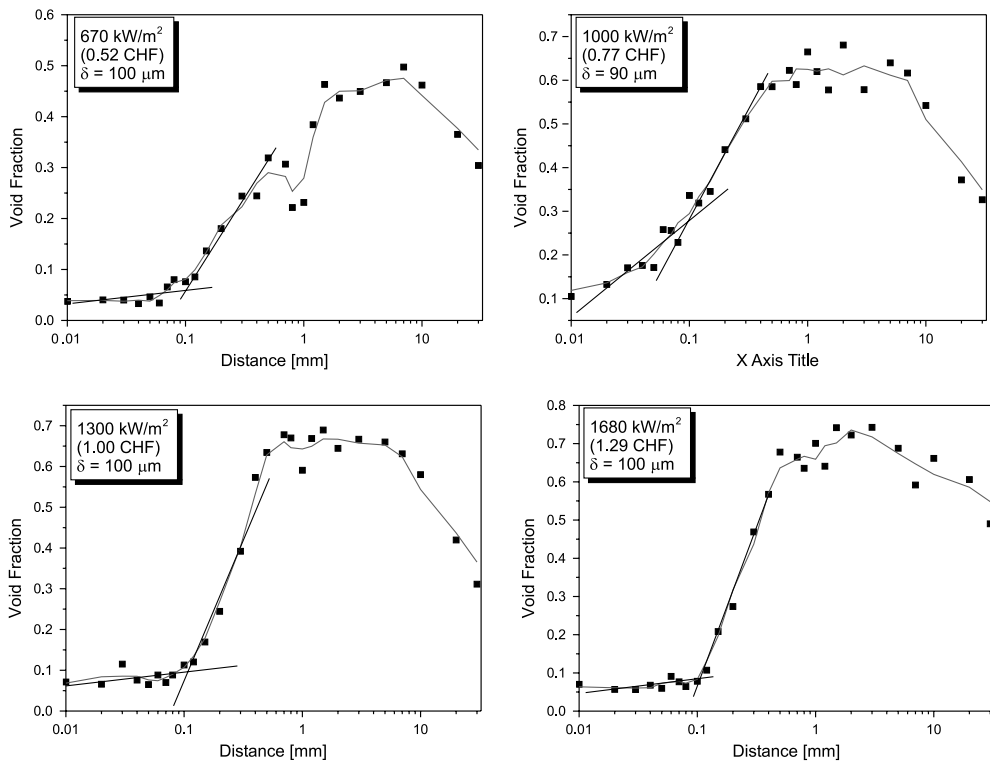 670 kW/m²
(0.52 CHF)
δ = 100 μm
Void Fraction
0.6
0.5
0.4
0.3
0.2
0.1
0.0
0.01 0.1 1 10
Distance [mm]
1000 kW/m²
(0.77 CHF)
δ = 90 μm
Void Fraction
0.7
0.6
0.5
0.4
0.3
0.2
0.1
0.01 0.1 1 10
X Axis Title
1300 kW/m²
(1.00 CHF)
δ = 100 μm
Void Fraction
0.7
0.6
0.5
0.4
0.3
0.2
0.1
0.0
0.01 0.1 1 10
Distance [mm]
1680 kW/m²
(1.29 CHF)
δ = 100 μm
Void Fraction
0.8
0.7
0.6
0.5
0.4
0.3
0.2
0.1
0.0
0.01 0.1 1 10
Distance [mm]